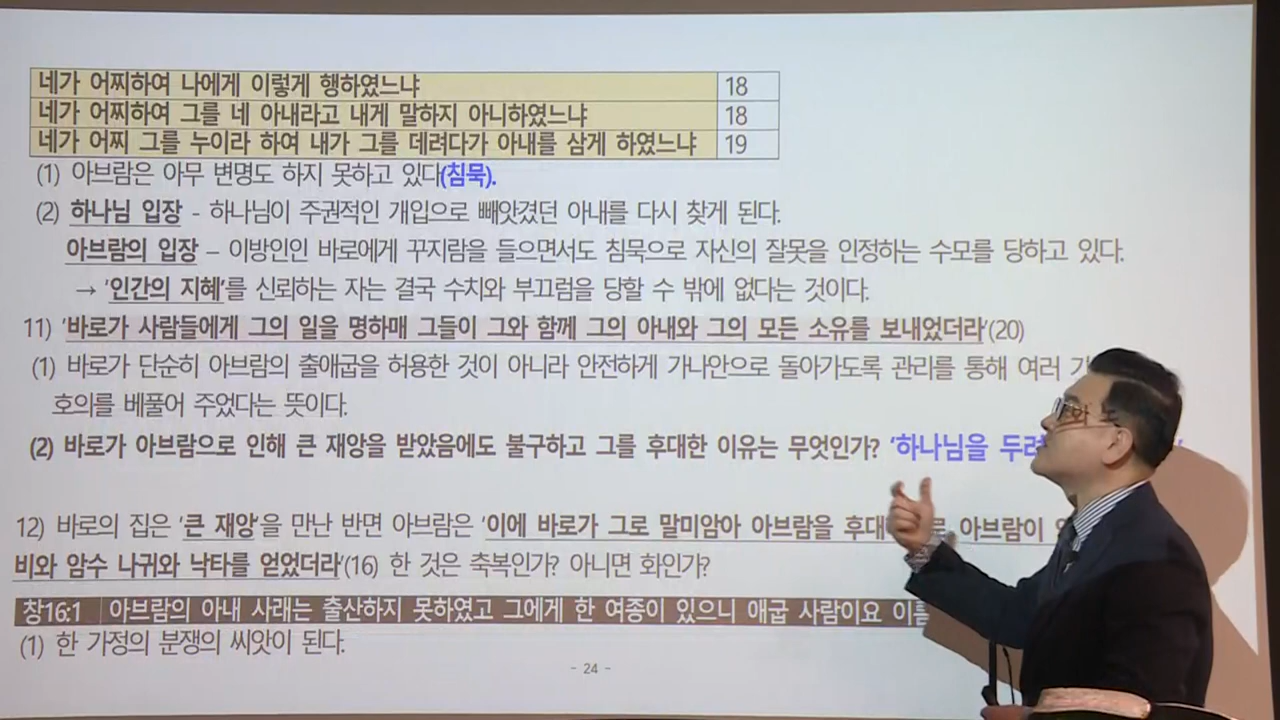 네가 어찌하여 나에게 이렇게 행하였느냐 18
네가 어찌하여 그를 네 아내라고 내게 말하지 아니하였느냐 18
네가 어찌 그를 누이라 하여 내가 그를 데려다가 아내를 삼게 하였느냐 19
(1) 아브람은 아무 변명도 하지 못하고 있다(침묵).
(2) 하나님 입장 - 하나님이 주권적인 개입으로 빼앗겼던 아내를 다시 찾게 된다.
아브람의 입장 – 이방인인 바로에게 꾸지람을 들으면서도 침묵으로 자신의 잘못을 인정하는 수모를 당하고 있다.
→ '인간의 지혜'를 신뢰하는 자는 결국 수치와 부끄럼을 당할 수 밖에 없다는 것이다.
11) '바로가 사람들에게 그의 일을 명하매 그들이 그와 함께 그의 아내와 그의 모든 소유를 보내었더라'(20)
(1) 바로가 단순히 아브람의 출애굽을 허용한 것이 아니라 안전하게 가나안으로 돌아가도록 관리를 통해 여러
호의를 베풀어 주었다는 뜻이다.
(2) 바로가 아브람으로 인해 큰 재앙을 받았음에도 불구하고 그를 후대한 이유는 무엇인가? '하나님을
12) 바로의 집은 '큰 재앙'을 만난 반면 아브람은 '이에 바로가 그로 말미암아 아브람을 아브람이
비와 암수 나귀와 낙타를 얻었더라'(16) 한 것은 축복인가? 아니면 화인가?
창16:1 아브람의 아내 사래는 출산하지 못하였고 그에게 한 여종이 있으니 애굽 사람이요
(1) 한 가정의 분쟁의 씨앗이 된다.
- 24 -